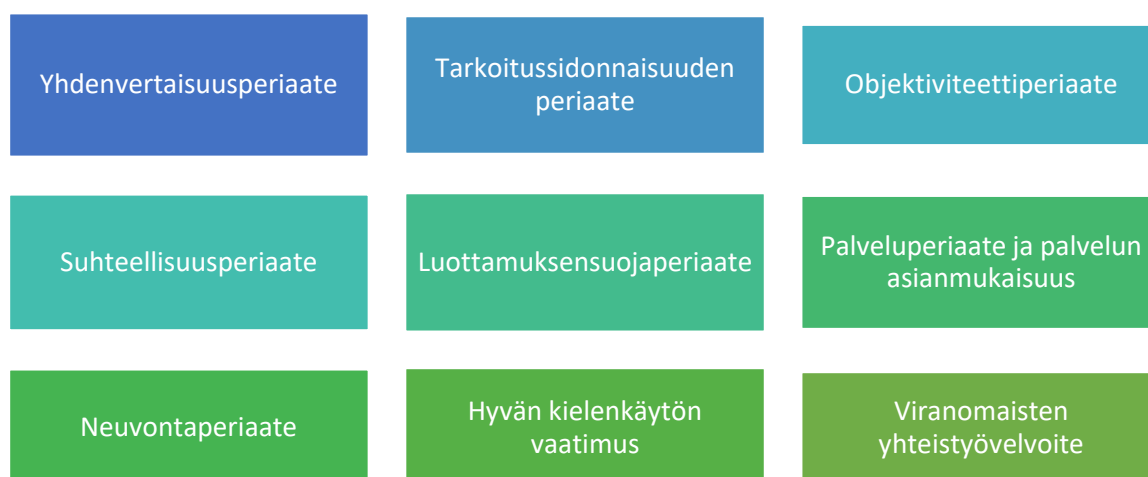 Yhdenvertaisuusperiaate
Tarkoitussidonnaisuuden
periaate
Objektiviteettiperiaate
Suhteellisuusperiaate
Luottamuksensuojaperiaate
Palveluperiaate ja palvelun
asianmukaisuus
Neuvontaperiaate
Hyvän kielenkäytön
vaatimus
Viranomaisten
yhteistyövelvoite